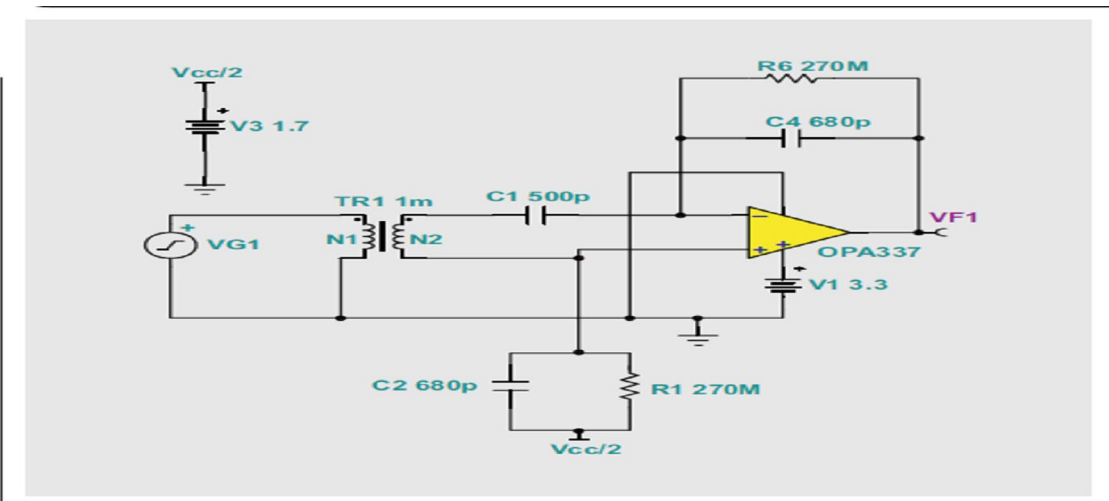 R6 270M
Vcc/2
C4 680p
V3 1.7
TR1 1m
C1 500p
VF1
VG1
N1
N2
OPA337
V1 3.3
C2 680p
R1 270M
Vcc/2